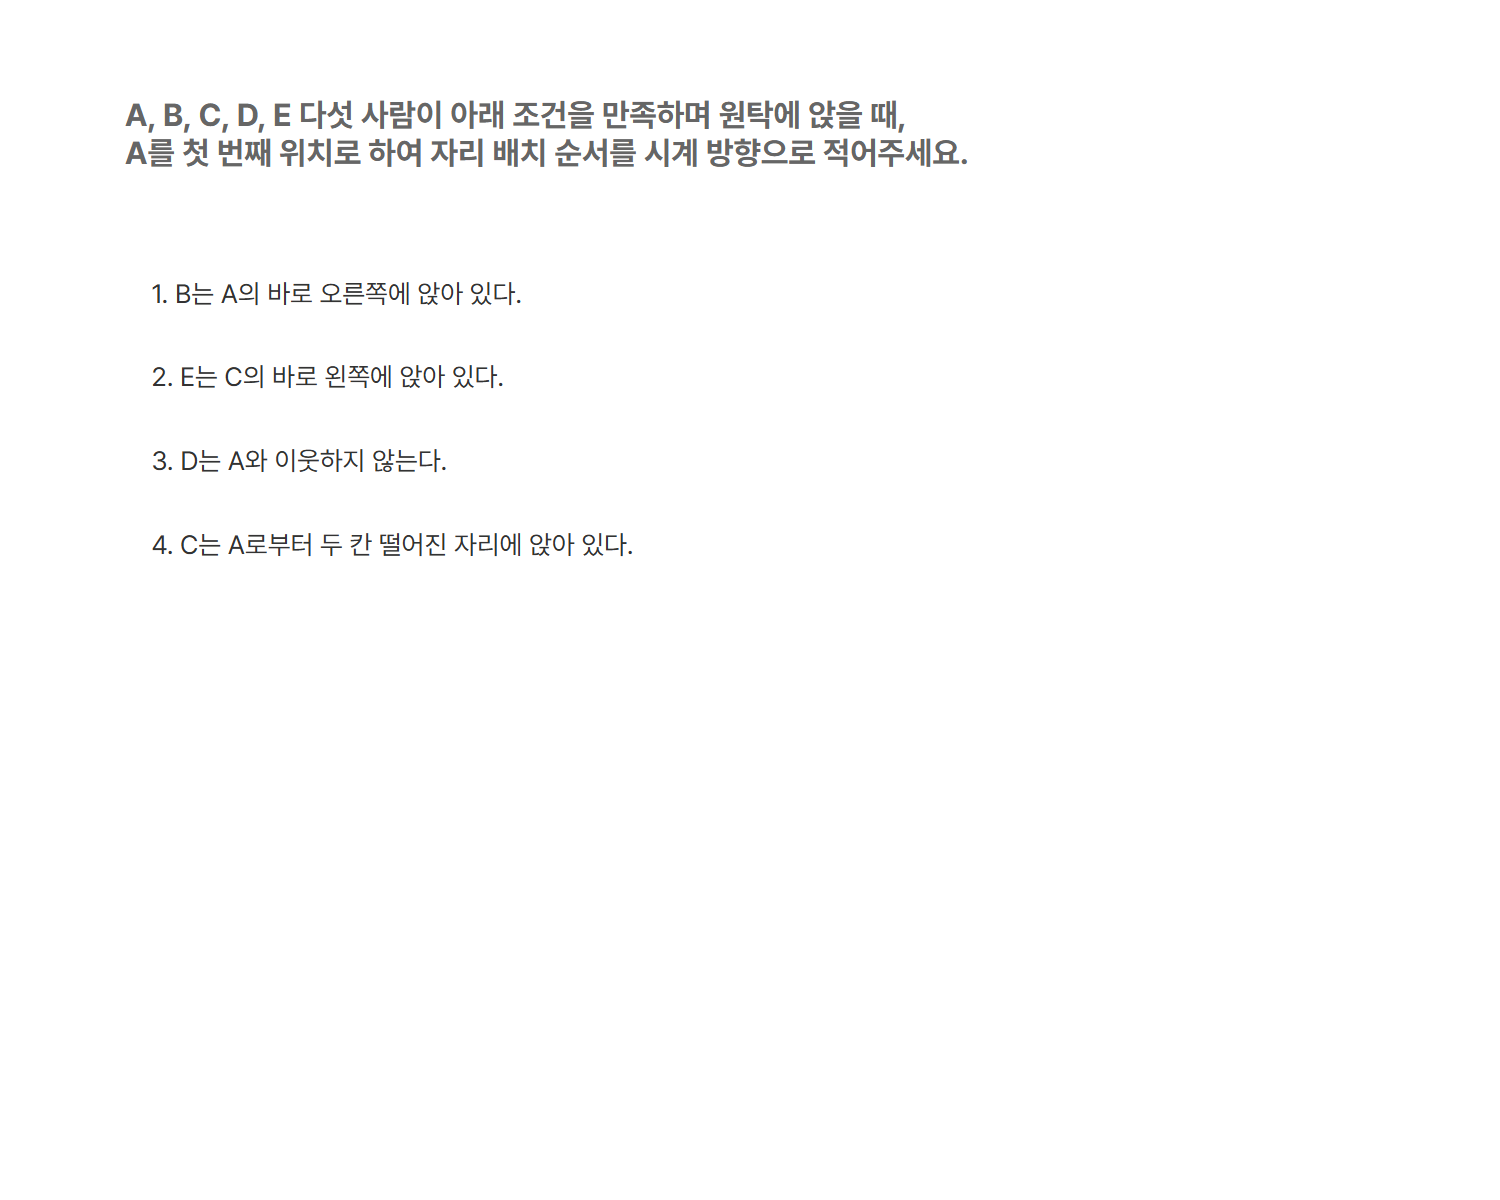 A, B, C, D, E 다섯 사람이 아래 조건을 만족하며 원탁에 앉을 때,
A를 첫 번째 위치로 하여 자리 배치 순서를 시계 방향으로 적어주세요.
1. B는 A의 바로 오른쪽에 앉아 있다.
2. E는 C의 바로 왼쪽에 앉아 있다.
3. D는 A와 이웃하지 않는다.
4. C는 A로부터 두 칸 떨어진 자리에 앉아 있다.